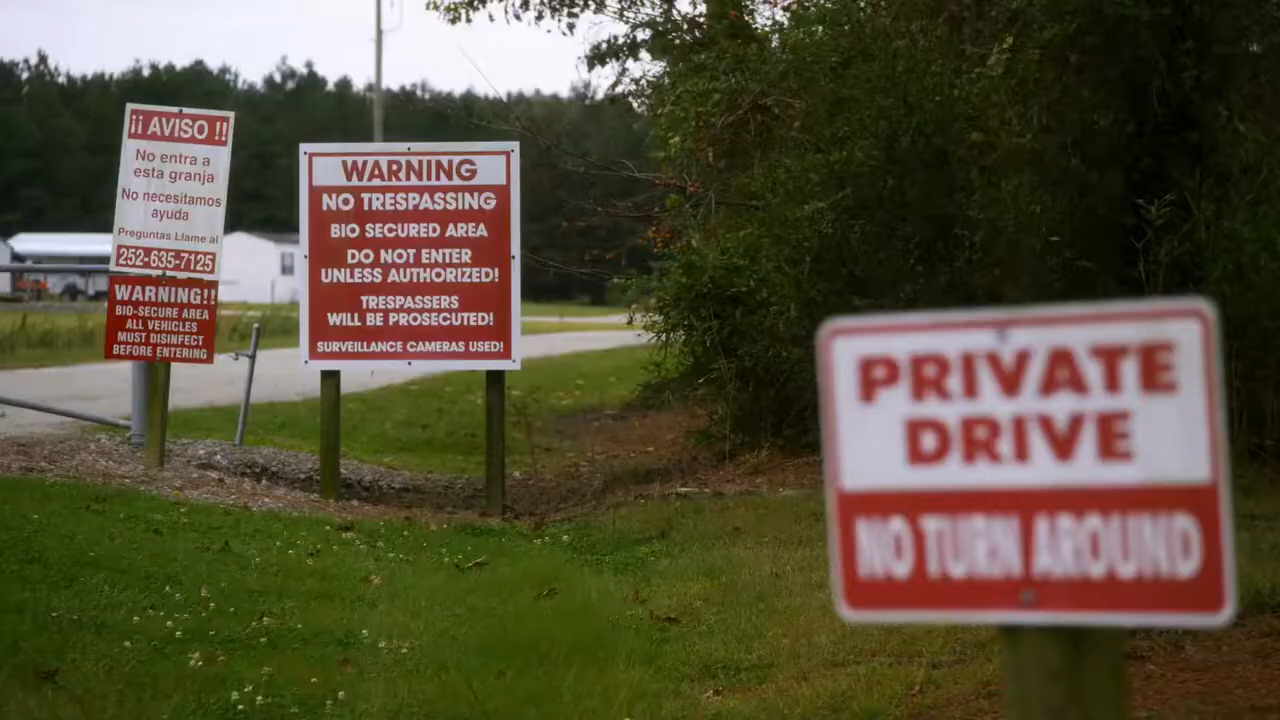 ¡¡ AVISO !!
No entra a
esta granja
No necesitamos
ayuda
Preguntas Llame al
252-635-7125
WARNING!!
BIO-SECURE AREA
ALL VEHICLES
MUST DISINFECT
BEFORE ENTERING
WARNING
NO TRESPASSING
BIO SECURED AREA
DO NOT ENTER
UNLESS AUTHORIZED!
TRESPASSERS
WILL BE PROSECUTED!
SURVEILLANCE CAMERAS USED!
PRIVATE
DRIVE
NO TURN AROUND